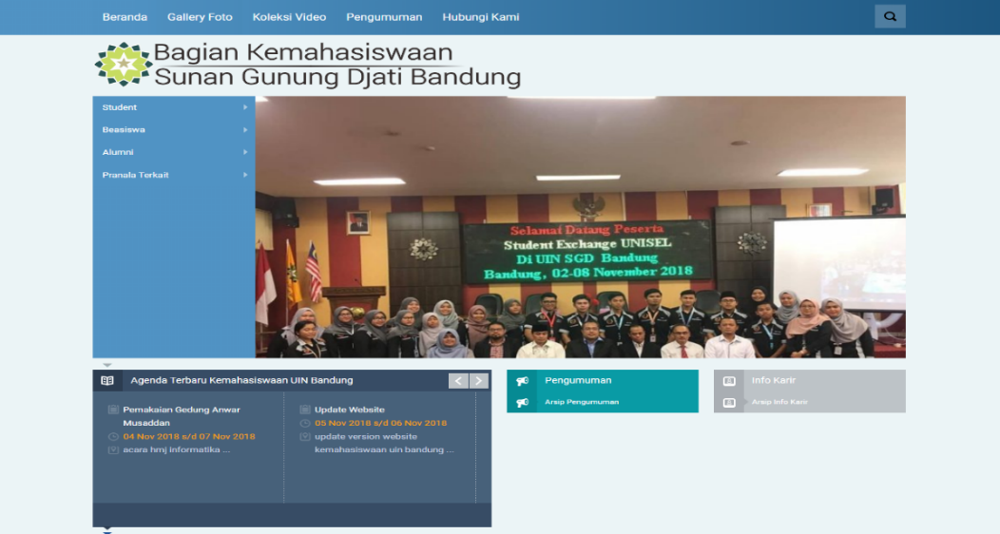 Beranda Gallery Foto Koleksi Video Pengumuman Hubungi Kami
Bagian Kemahasiswaan
Sunan Gunung Djati Bandung
Student
Beasiswa
Alumni
Pranala Terkait
Selamat Datang Peserta
Student Exchange UNISEL
Di UIN SGD Bandung
Bandung, 02-08 November 2018
Agenda Terbaru Kemahasiswaan UIN Bandung
Pemakaian Gedung Anwar
Musaddan
04 Nov 2018 s/d 07 Nov 2018
acara hmj informatika ...
Update Website
05 Nov 2018 s/d 06 Nov 2018
update version website
kemahasiswaan uin bandung ...
Pengumuman
Arsip Pengumuman
Info Karir
Arsip Info Karir